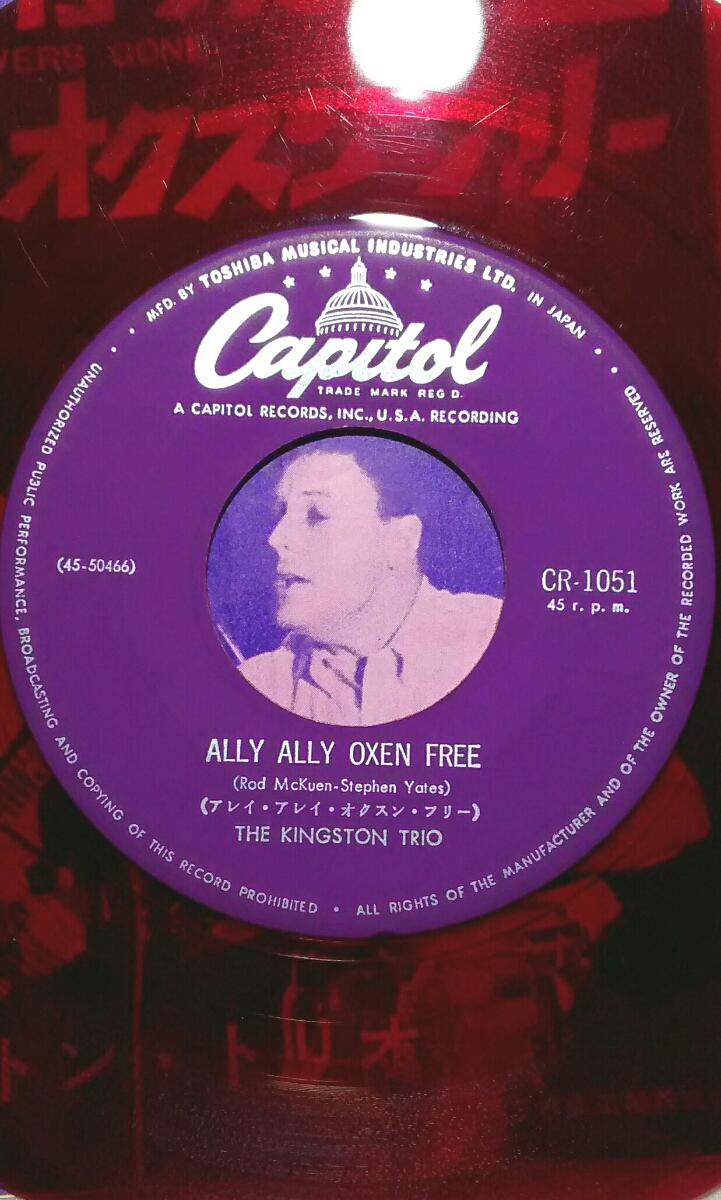 VERS GONE
オクスン・フリー
MFD. BY TOSHIBA MUSICAL INDUSTRIES LTD. IN JAPAN
Capitol
TRADE MARK REG D.
A CAPITOL RECORDS, INC., U.S.A. RECORDING
(45-50466)
CR-1051
45 r. p. m.
ALLY ALLY OXEN FREE
(Rod McKuen-Stephen Yates)
(アレイ・アレイ・オクスン・フリー)
THE KINGSTON TRIO
UNAUTHORIZED PUBLIC PERFORMANCE, BROADCASTING AND COPYING OF THIS RECORD PROHIBITED • ALL RIGHTS OF THE MANUFACTURER AND OF THE OWNER OF THE RECORDED WORK ARE RESERVED
トン・トリオ